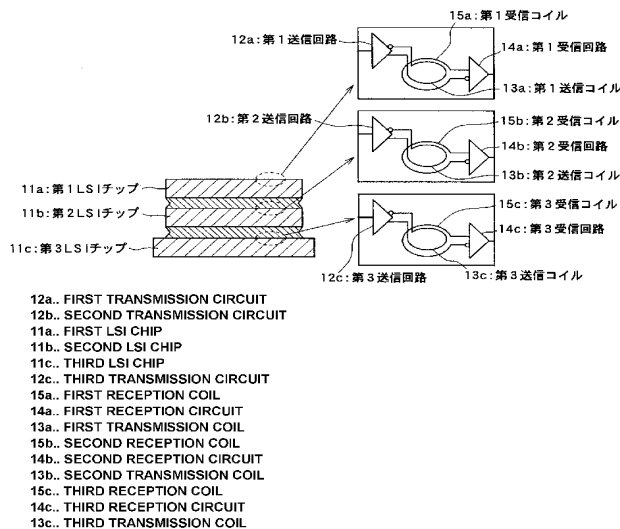 15a:第1受信コイル
12a:第1送信回路
14a:第1受信回路
13a:第1送信コイル
12b:第2送信回路
15b:第2受信コイル
14b:第2受信回路
13b:第2送信コイル
11a:第1LSIチップ
11b:第2LSIチップ
11c:第3LSIチップ
15c:第3受信コイル
14c:第3受信回路
12c:第3送信回路
13c:第3送信コイル
12a.. FIRST TRANSMISSION CIRCUIT
12b.. SECOND TRANSMISSION CIRCUIT
11a.. FIRST LSI CHIP
11b.. SECOND LSI CHIP
11c.. THIRD LSI CHIP
12c.. THIRD TRANSMISSION CIRCUIT
15a.. FIRST RECEPTION COIL
14a.. FIRST RECEPTION CIRCUIT
13a.. FIRST TRANSMISSION COIL
15b.. SECOND RECEPTION COIL
14b.. SECOND RECEPTION CIRCUIT
13b.. SECOND TRANSMISSION COIL
15c.. THIRD RECEPTION COIL
14c.. THIRD RECEPTION CIRCUIT
13c.. THIRD TRANSMISSION COIL